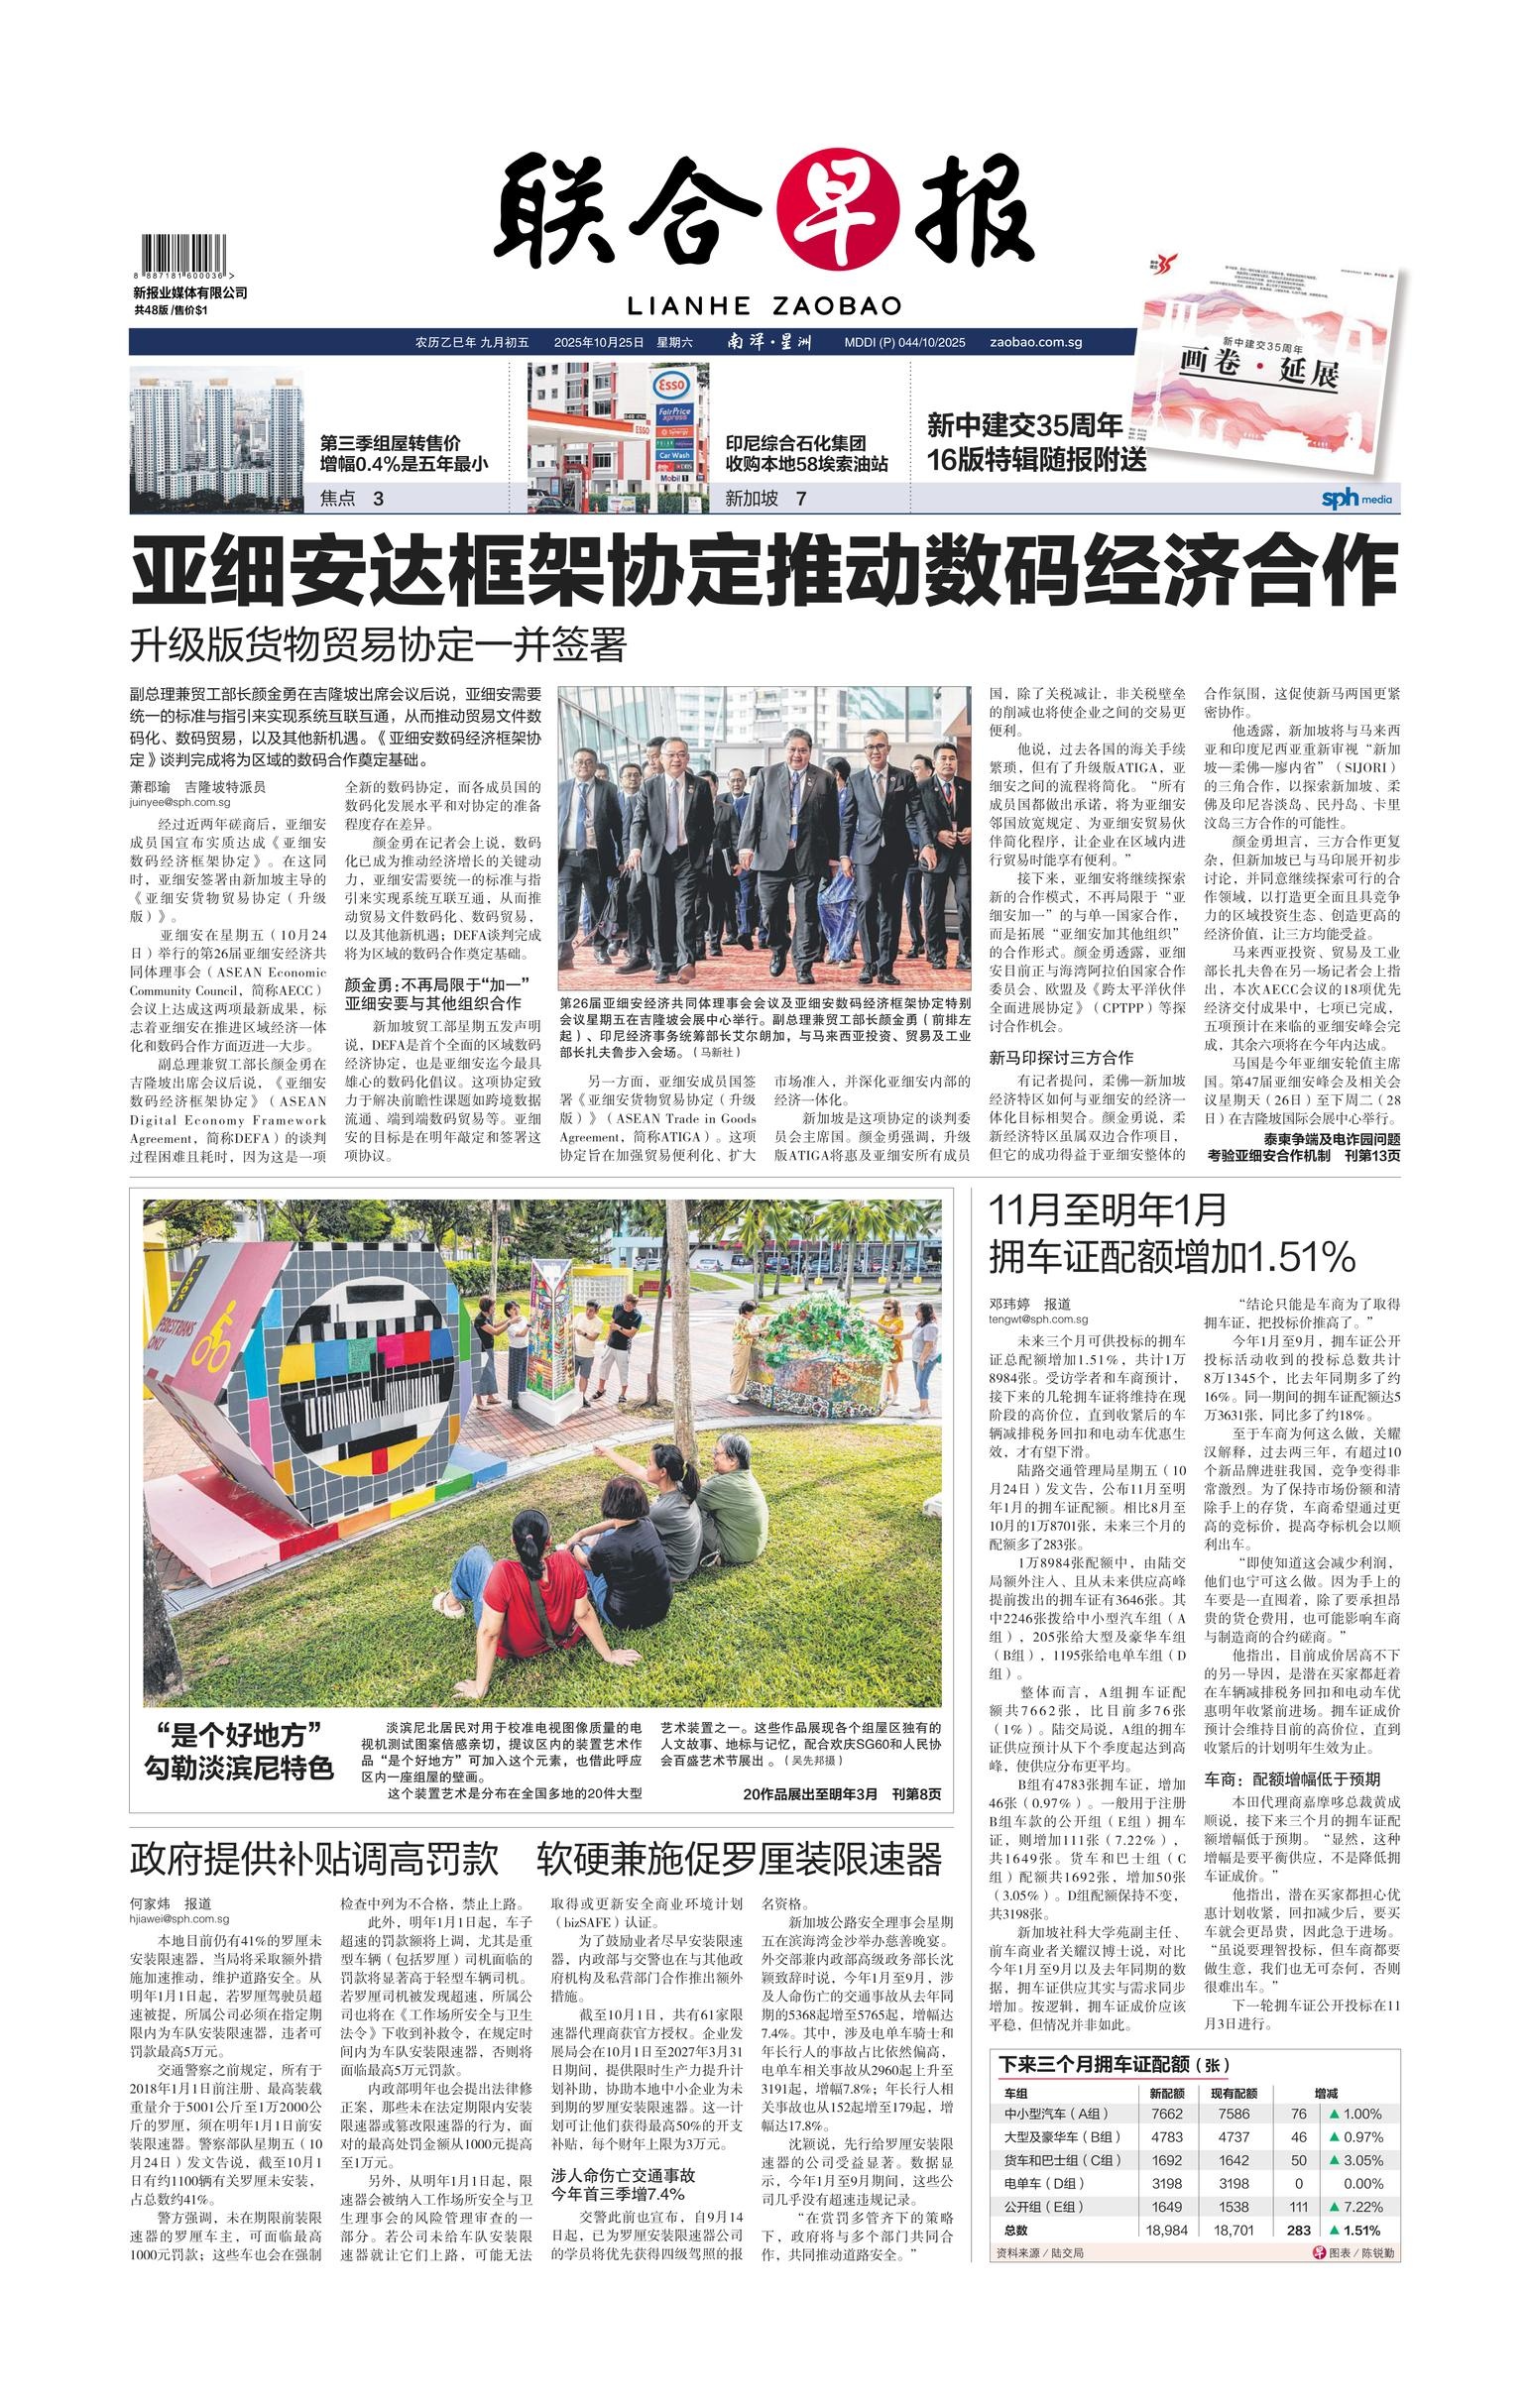 联合早报
LIANHE ZAOBAO
8 887181 600036 >
新报业媒体有限公司
共48版 /售价$1
农历乙巳年 九月初五 2025年10月25日 星期六 南洋·星洲 MDDI (P) 044/10/2025 zaobao.com.sg
新中建交35周年
画卷·延展
第三季组屋转售价
增幅0.4%是五年最小
焦点 3
Esso
FairPrice
xpress
ESSO
Car Wash
Mobil 1
印尼综合石化集团
收购本地58埃索油站
新加坡 7
新中建交35周年
16版特辑随报附送
sph media
亚细安达框架协定推动数码经济合作
升级版货物贸易协定一并签署
副总理兼贸工部长颜金勇在吉隆坡出席会议后说，亚细安需要
统一的标准与指引来实现系统互联互通，从而推动贸易文件数
码化、数码贸易，以及其他新机遇。《亚细安数码经济框架协
定》谈判完成将为区域的数码合作奠定基础。
萧郡瑜 吉隆坡特派员
juinyee@sph.com.sg
经过近两年磋商后，亚细安
成员国宣布实质达成《亚细安
数码经济框架协定》。在这同
时，亚细安签署由新加坡主导的
《亚细安货物贸易协定（升级
版）》。
亚细安在星期五（10月24
日）举行的第26届亚细安经济共
同体理事会（ASEAN Economic
Community Council，简称AECC）
会议上达成这两项最新成果，标
志着亚细安在推进区域经济一体
化和数码合作方面迈进一大步。
副总理兼贸工部长颜金勇在
吉隆坡出席会议后说，《亚细安
数码经济框架协定》（ASEAN
Digital Economy Framework
Agreement，简称DEFA）的谈判
过程困难且耗时，因为这是一项
全新的数码协定，而各成员国的
数码化发展水平和对协定的准备
程度存在差异。
颜金勇在记者会上说，数码
化已成为推动经济增长的关键动
力，亚细安需要统一的标准与指
引来实现系统互联互通，从而推
动贸易文件数码化、数码贸易，
以及其他新机遇；DEFA谈判完成
将为区域的数码合作奠定基础。
颜金勇：不再局限于“加一”
亚细安要与其他组织合作
新加坡贸工部星期五发声明
说，DEFA是首个全面的区域数码
经济协定，也是亚细安迄今最具
雄心的数码化倡议。这项协定致
力于解决前瞻性课题如跨境数据
流通、端到端数码贸易等。亚细
安的目标是在明年敲定和签署这
项协议。
第26届亚细安经济共同体理事会会议及亚细安数码经济框架协定特别
会议星期五在吉隆坡会展中心举行。副总理兼贸工部长颜金勇（前排左
起）、印尼经济事务统筹部长艾尔朗加，与马来西亚投资、贸易及工业
部长扎夫鲁步入会场。（马新社）
另一方面，亚细安成员国签
署《亚细安货物贸易协定（升级
版）》（ASEAN Trade in Goods
Agreement，简称ATIGA）。这项
协定旨在加强贸易便利化、扩大
市场准入，并深化亚细安内部的
经济一体化。
新加坡是这项协定的谈判委
员会主席国。颜金勇强调，升级
版ATIGA将惠及亚细安所有成员
国，除了关税减让，非关税壁垒
的削减也将使企业之间的交易更
便利。
他说，过去各国的海关手续
繁琐，但有了升级版ATIGA，亚
细安之间的流程将简化。“所有
成员国都做出承诺，将为亚细安
邻国放宽规定、为亚细安贸易伙
伴简化程序，让企业在区域内进
行贸易时能享有便利。”
接下来，亚细安将继续探索
新的合作模式，不再局限于“亚
细安加一”的与单一国家合作，
而是拓展“亚细安加其他组织”
的合作形式。颜金勇透露，亚细
安目前正与海湾阿拉伯国家合作
委员会、欧盟及《跨太平洋伙伴
全面进展协定》（CPTPP）等探
讨合作机会。
新马印探讨三方合作
有记者提问，柔佛—新加坡
经济特区如何与亚细安的经济一
体化目标相契合。颜金勇说，柔
新经济特区虽属双边合作项目，
但它的成功得益于亚细安整体的
合作氛围，这促使新马两国更紧
密协作。
他透露，新加坡将与马来西
亚和印度尼西亚重新审视“新加
坡—柔佛—廖内省”（SIJORI）
的三角合作，以探索新加坡、柔
佛及印尼峇淡岛、民丹岛、卡里
汶岛三方合作的可能性。
颜金勇坦言，三方合作更复
杂，但新加坡已与马印展开初步
讨论，并同意继续探索可行的合
作领域，以打造更全面且具竞争
力的区域投资生态、创造更高的
经济价值，让三方均能受益。
马来西亚投资、贸易及工业
部长扎夫鲁在另一场记者会上指
出，本次AECC会议的18项优先
经济交付成果中，七项已完成，
五项预计在来临的亚细安峰会完
成，其余六项将在今年内达成。
马国是今年亚细安轮值主席
国。第47届亚细安峰会及相关会
议星期天（26日）至下周二（28
日）在吉隆坡国际会展中心举行。
泰柬争端及电诈园问题
考验亚细安合作机制 刊第13页
PEDESTRIANS
ONLY
“是个好地方”
勾勒淡滨尼特色
淡滨尼北居民对用于校准电视图像质量的电
视机测试图案倍感亲切，提议区内的装置艺术作
品“是个好地方”可加入这个元素，也借此呼应
区内一座组屋的壁画。
这个装置艺术是分布在全国多地的20件大型
艺术装置之一。这些作品展现各个组屋区独有的
人文故事、地标与记忆，配合欢庆SG60和人民协
会百盛艺术节展出。（吴先邦摄）
20作品展出至明年3月 刊第8页
11月至明年1月
拥车证配额增加1.51%
邓玮婷 报道
tengwt@sph.com.sg
未来三个月可供投标的拥车
证总配额增加1.51%，共计1万
8984张。受访学者和车商预计，
接下来的几轮拥车证将维持在现
阶段的高价位，直到收紧后的车
辆减排税务回扣和电动车优惠生
效，才有望下滑。
陆路交通管理局星期五（10
月24日）发文告，公布11月至明
年1月的拥车证配额。相比8月至
10月的1万8701张，未来三个月的
配额多了283张。
1万8984张配额中，由陆交
局额外注入、且从未来供应高峰
提前拨出的拥车证有3646张。其
中2246张拨给中小型汽车组（A
组），205张给大型及豪华车组
（B组），1195张给电单车组（D
组）。
整体而言，A组拥车证配
额共7662张，比目前多76张
（1%）。陆交局说，A组的拥车
证供应预计从下个季度起达到高
峰，使供应分布更平均。
B组有4783张拥车证，增加
46张（0.97%）。一般用于注册
B组车款的公开组（E组）拥车
证，则增加111张（7.22%），
共1649张。货车和巴士组（C
组）配额共1692张，增加50张
（3.05%）。D组配额保持不变，
共3198张。
新加坡社科大学苑副主任、
前车商业者关耀汉博士说，对比
今年1月至9月以及去年同期的数
据，拥车证供应其实与需求同步
增加。按逻辑，拥车证成价应该
平稳，但情况并非如此。
“结论只能是车商为了取得
拥车证，把投标价推高了。”
今年1月至9月，拥车证公开
投标活动收到的投标总数共计
8万1345个，比去年同期多了约
16%。同一期间的拥车证配额达5
万3631张，同比多了约18%。
至于车商为何这么做，关耀
汉解释，过去两三年，有超过10
个新品牌进驻我国，竞争变得非
常激烈。为了保持市场份额和清
除手上的存货，车商希望通过更
高的竞标价，提高夺标机会以顺
利出车。
“即使知道这会减少利润，
他们也宁可这么做。因为手上的
车要是一直囤着，除了要承担昂
贵的货仓费用，也可能影响车商
与制造商的合约磋商。”
他指出，目前成价居高不下
的另一导因，是潜在买家都赶着
在车辆减排税务回扣和电动车优
惠明年收紧前进场。拥车证成价
预计会维持目前的高价位，直到
收紧后的计划明年生效为止。
车商：配额增幅低于预期
本田代理商嘉摩哆总裁黄成
顺说，接下来三个月的拥车证配
额增幅低于预期。“显然，这种
增幅是要平衡供应，不是降低拥
车证成价。”
他指出，潜在买家都担心优
惠计划收紧，回扣减少后，要买
车就会更昂贵，因此急于进场。
“虽说要理智投标，但车商都要
做生意，我们也无可奈何，否则
很难出车。”
下一轮拥车证公开投标在11
月3日进行。
下来三个月拥车证配额（张）
车组 新配额 现有配额 增减
中小型汽车（A组） 7662 7586 76 ▲ 1.00%
大型及豪华车（B组） 4783 4737 46 ▲ 0.97%
货车和巴士组（C组） 1692 1642 50 ▲ 3.05%
电单车（D组） 3198 3198 0 0.00%
公开组（E组） 1649 1538 111 ▲ 7.22%
总数 18,984 18,701 283 ▲ 1.51%
资料来源／陆交局 早 图表／陈锐勤
政府提供补贴调高罚款 软硬兼施促罗厘装限速器
何家炜 报道
hjiawei@sph.com.sg
本地目前仍有41%的罗厘未
安装限速器，当局将采取额外措
施加速推动，维护道路安全。从
明年1月1日起，若罗厘驾驶员超
速被捉，所属公司必须在指定期
限内为车队安装限速器，违者可
罚款最高5万元。
交通警察之前规定，所有于
2018年1月1日前注册、最高装载
重量介于5001公斤至1万2000公
斤的罗厘，须在明年1月1日前安
装限速器。警察部队星期五（10
月24日）发文告说，截至10月1
日有约1100辆有关罗厘未安装，
占总数约41%。
警方强调，未在期限前装限
速器的罗厘车主，可面临最高
1000元罚款；这些车也会在强制
检查中列为不合格，禁止上路。
此外，明年1月1日起，车子
超速的罚款额将上调，尤其是重
型车辆（包括罗厘）司机面临的
罚款将显著高于轻型车辆司机。
若罗厘司机被发现超速，所属公
司也将在《工作场所安全与卫生
法令》下收到补救令，在规定时
间内为车队安装限速器，否则将
面临最高5万元罚款。
内政部明年也会提出法律修
正案，那些未在法定期限内安装
限速器或篡改限速器的行为，面
对的最高处罚金额从1000元提高
至1万元。
另外，从明年1月1日起，限
速器会被纳入工作场所安全与卫
生理事会的风险管理审查的一
部分。若公司未给车队安装限
速器就让它们上路，可能无法
取得或更新安全商业环境计划
（bizSAFE）认证。
为了鼓励业者尽早安装限速
器，内政部与交警也在与其他政
府机构及私营部门合作推出额外
措施。
截至10月1日，共有61家限
速器代理商获官方授权。企业发
展局会在10月1日至2027年3月31
日期间，提供限时生产力提升计
划补助，协助本地中小企业为未
到期的罗厘安装限速器。这一计
划可让他们获得最高50%的开支
补贴，每个财年上限为3万元。
涉人命伤亡交通事故
今年首三季增7.4%
交警此前也宣布，自9月14
日起，已为罗厘安装限速器公司
的学员将优先获得四级驾照的报
名资格。
新加坡公路安全理事会星期
五在滨海湾金沙举办慈善晚宴。
外交部兼内政部高级政务部长沈
颖致辞时说，今年1月至9月，涉
及人命伤亡的交通事故从去年同
期的5368起增至5765起，增幅达
7.4%。其中，涉及电单车骑士和
年长行人的事故占比依然偏高，
电单车相关事故从2960起上升至
3191起，增幅7.8%；年长行人相
关事故也从152起增至179起，增
幅达17.8%。
沈颖说，先行给罗厘安装限
速器的公司受益显著。数据显
示，今年1月至9月期间，这些公
司几乎没有超速违规记录。
“在赏罚多管齐下的策略
下，政府将与多个部门共同合
作，共同推动道路安全。”